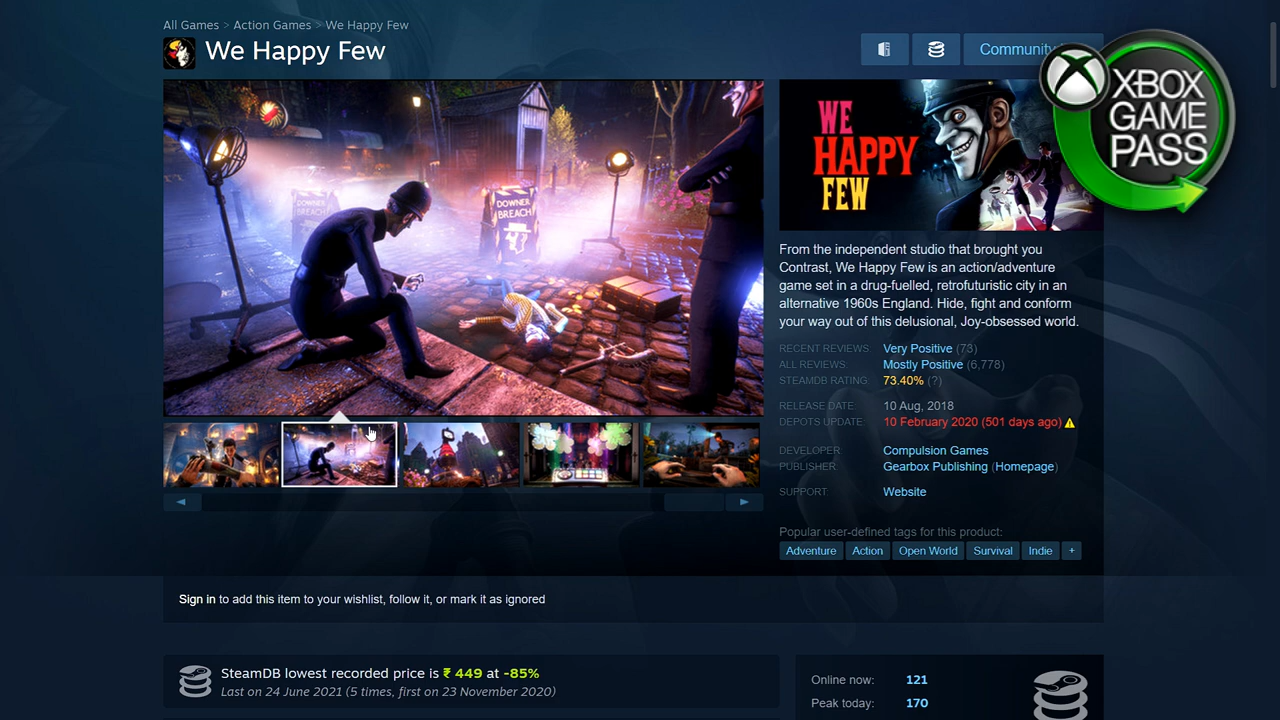 All Games > Action Games > We Happy Few
We Happy Few
Community
XBOX
GAME
PASS
DOWNER
BREACH
DOWNER
BREACH
WE
HAPPY
FEW
From the independent studio that brought you
Contrast, We Happy Few is an action/adventure
game set in a drug-fuelled, retrofuturistic city in an
alternative 1960s England. Hide, fight and conform
your way out of this delusional, Joy-obsessed world.
RECENT REVIEWS: Very Positive (73)
ALL REVIEWS: Mostly Positive (6,778)
STEAMDB RATING: 73.40% (?)
RELEASE DATE: 10 Aug, 2018
DEPOTS UPDATE: 10 February 2020 (501 days ago)
DEVELOPER: Compulsion Games
PUBLISHER: Gearbox Publishing (Homepage)
SUPPORT: Website
Popular user-defined tags for this product:
Adventure Action Open World Survival Indie +
Sign in to add this item to your wishlist, follow it, or mark it as ignored
SteamDB lowest recorded price is ₹ 449 at -85%
Last on 24 June 2021 (5 times, first on 23 November 2020)
Online now: 121
Peak today: 170